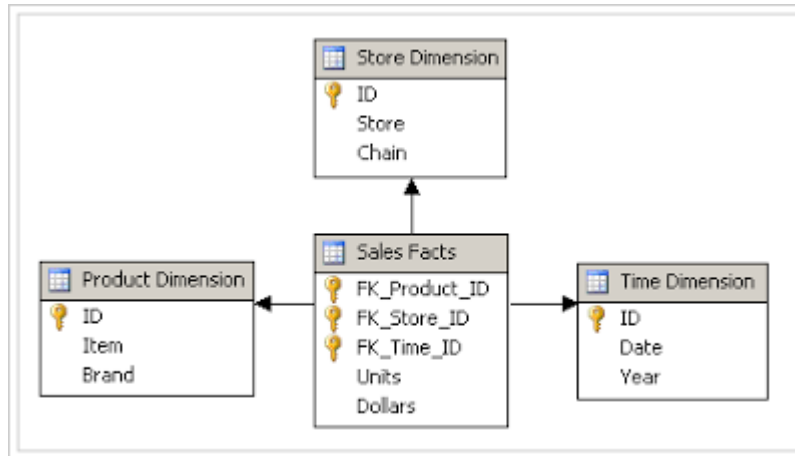 Store Dimension
ID
Store
Chain
Sales Facts
FK_Product_ID
FK_Store_ID
FK_Time_ID
Units
Dollars
Product Dimension
ID
Item
Brand
Time Dimension
ID
Date
Year